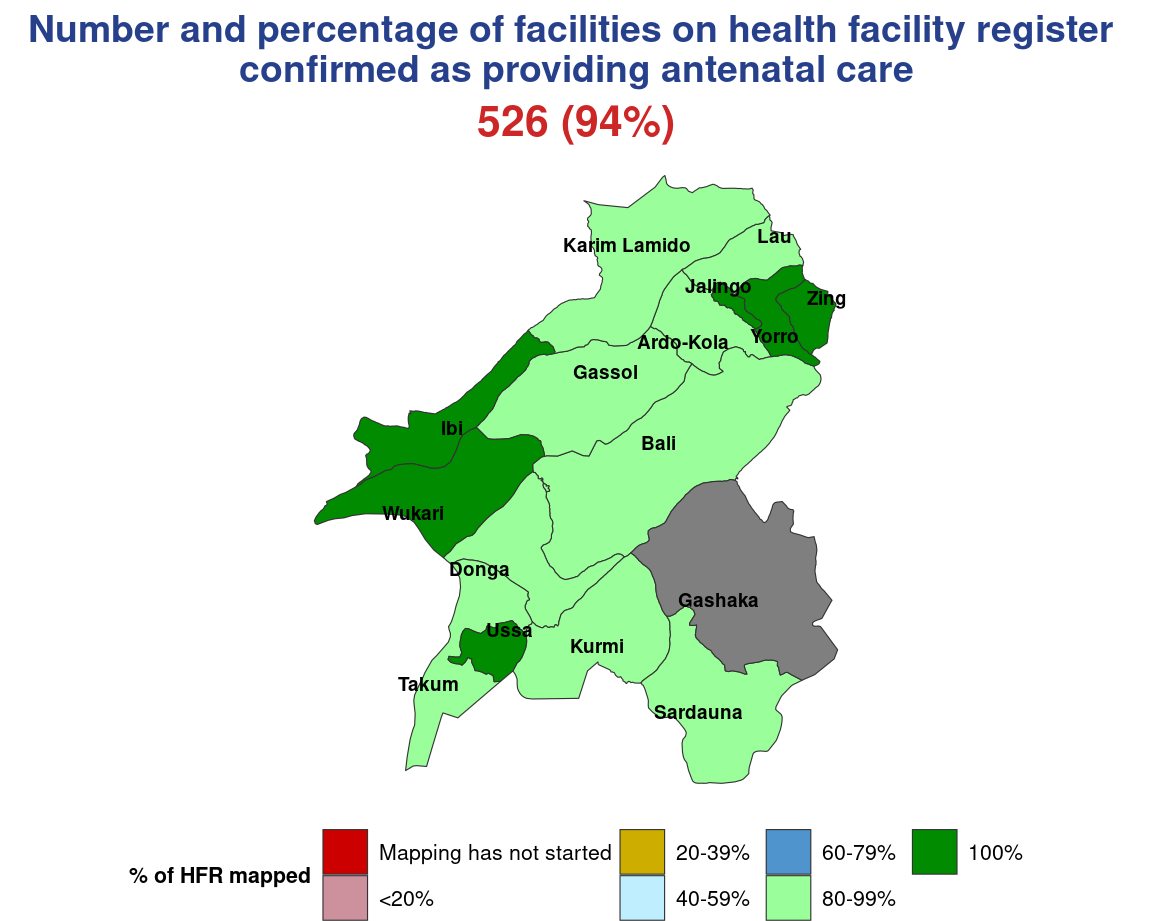 Number and percentage of facilities on health facility register
confirmed as providing antenatal care
526 (94%)
Karim Lamido
Lau
Jalingo
Zing
Yorro
Ardo-Kola
Gassol
Ibi
Bali
Wukari
Donga
Gashaka
Ussa
Kurmi
Takum
Sardauna
% of HFR mapped
Mapping has not started
<20%
20-39%
40-59%
60-79%
80-99%
100%